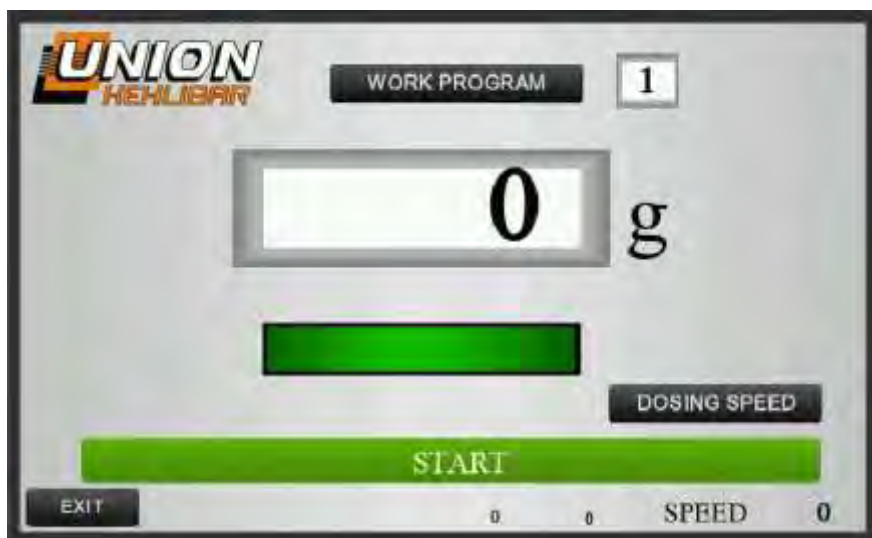 UNION
KEHLIBAR
WORK PROGRAM 1
0 g
DOSING SPEED
START
EXIT 0 0 SPEED 0